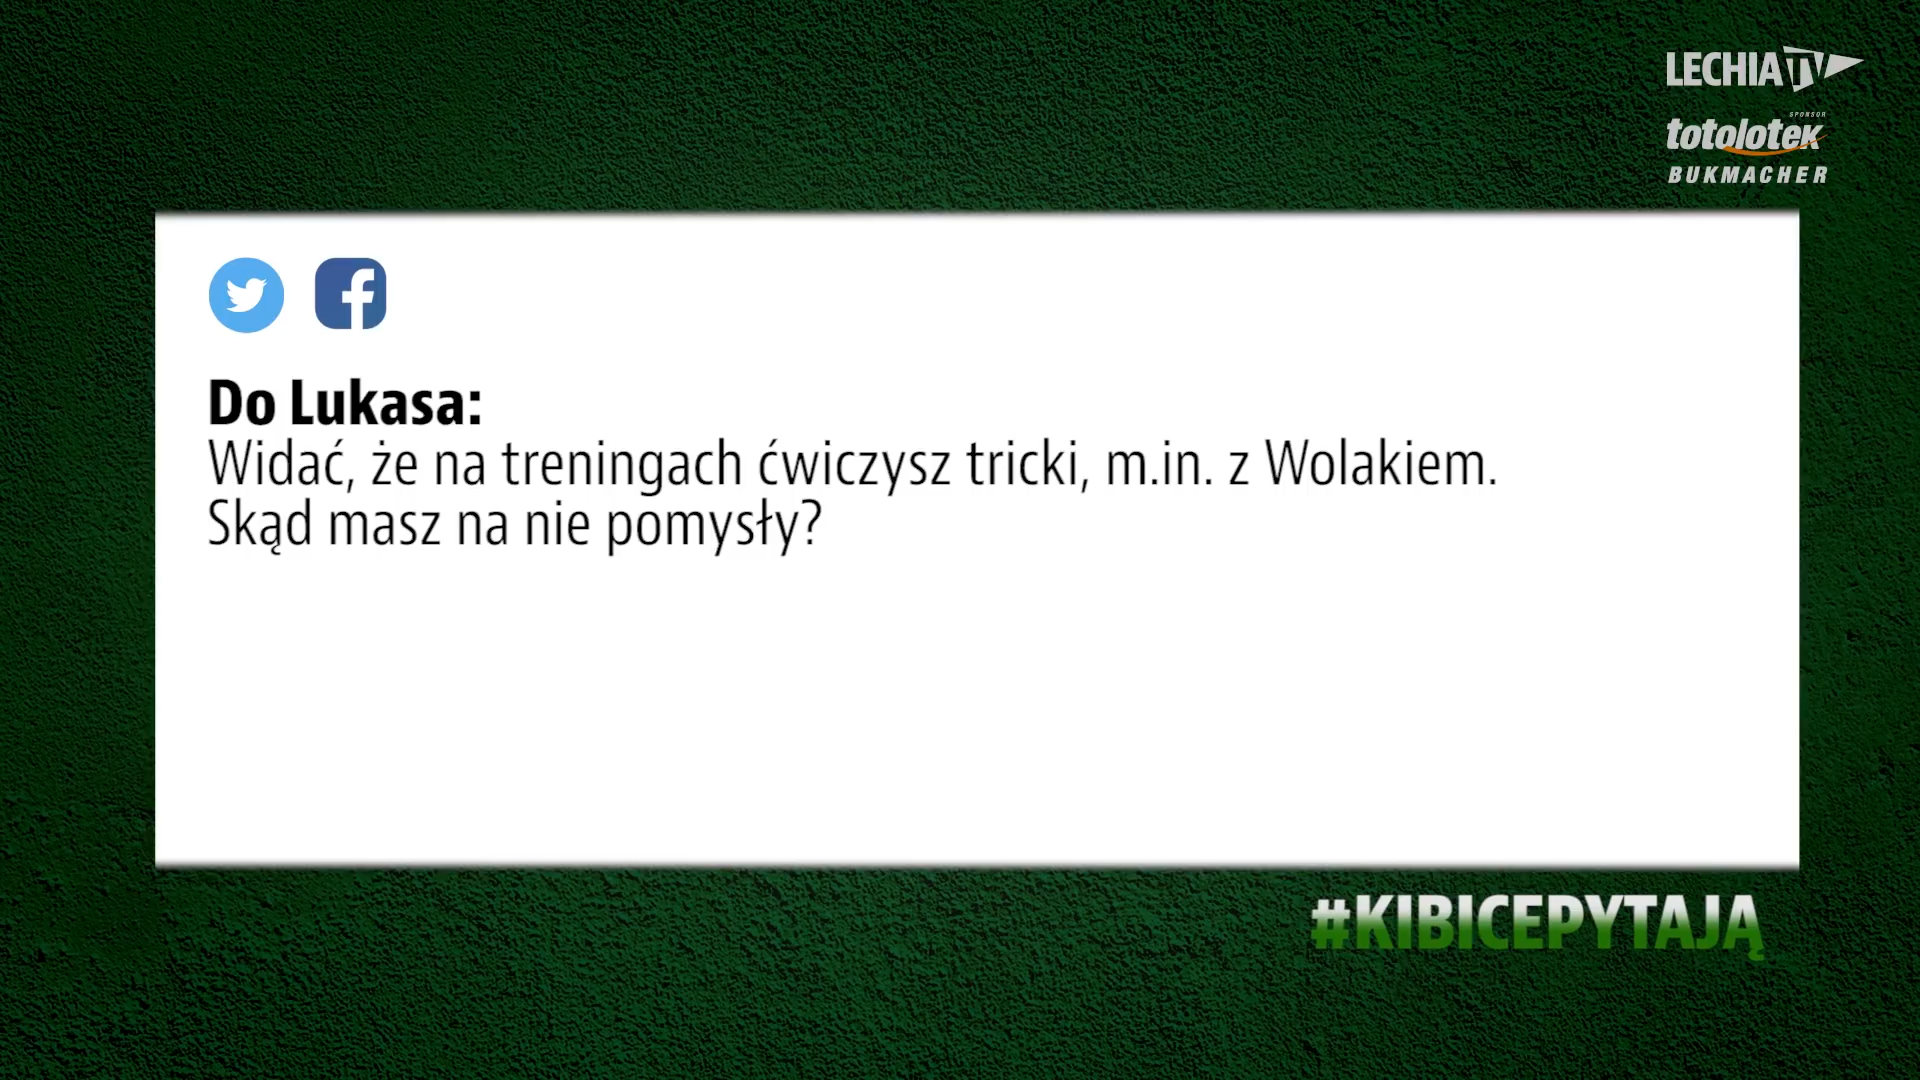 LECHIA TV
SPONSOR
totolotek
BUKMACHER
Do Lukasa:
Widać, że na treningach ćwiczysz tricki, m.in. z Wolakiem.
Skąd masz na nie pomysły?
#KIBICEPYTAJĄ